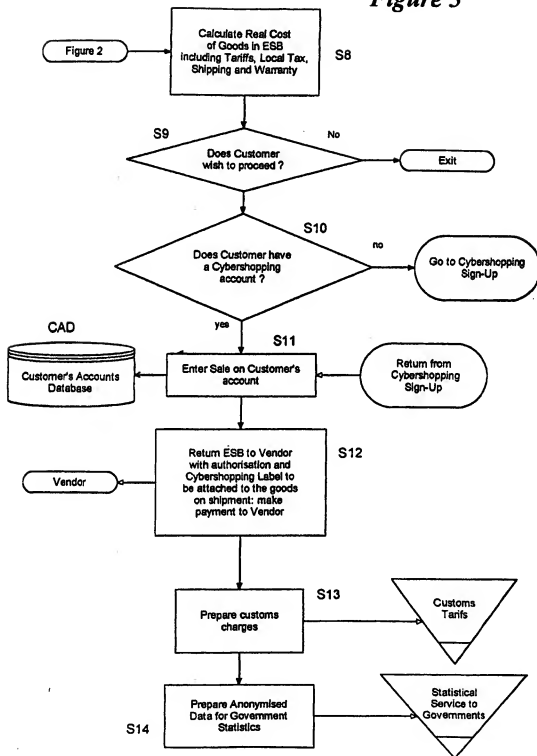 Figure 3
Calculate Real Cost
of Goods in ESB
including Tariffs, Local Tax,
Shipping and Warranty
S8
Figure 2
S9
No
Does Customer
wish to proceed ?
Exit
S10
no
Does Customer have
a Cybershopping
account ?
Go to Cybershopping
Sign-Up
yes
CAD
S11
Customer's Accounts
Database
Enter Sale on Customer's
account
Return from
Cybershopping
Sign-Up
Return ESB to Vendor
with authorisation and
Cybershopping Label to
be attached to the goods
on shipment: make
payment to Vendor
S12
Vendor
S13
Prepare customs
charges
Customs
Tarifs
Prepare Anonymised
Data for Government
Statistics
S14
Statistical
Service to
Governments